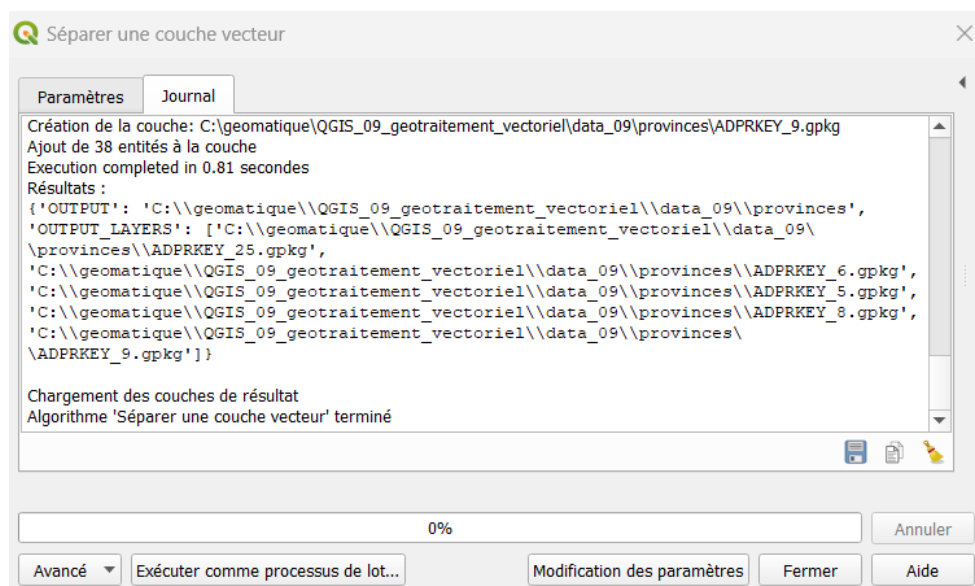 Séparer une couche vecteur
Paramètres
Journal
Création de la couche: C:\geomatique\QGIS_09_geotraitement_vectoriel\data_09\provinces\ADPRKEY_9.gpkg
Ajout de 38 entités à la couche
Execution completed in 0.81 secondes
Résultats :
{'OUTPUT': 'C:\\geomatique\\QGIS_09_geotraitement_vectoriel\\data_09\\provinces',
'OUTPUT_LAYERS': ['C:\\geomatique\\QGIS_09_geotraitement_vectoriel\\data_09\
\provinces\\ADPRKEY_25.gpkg',
'C:\\geomatique\\QGIS_09_geotraitement_vectoriel\\data_09\\provinces\\ADPRKEY_6.gpkg',
'C:\\geomatique\\QGIS_09_geotraitement_vectoriel\\data_09\\provinces\\ADPRKEY_5.gpkg',
'C:\\geomatique\\QGIS_09_geotraitement_vectoriel\\data_09\\provinces\\ADPRKEY_8.gpkg',
'C:\\geomatique\\QGIS_09_geotraitement_vectoriel\\data_09\\provinces\
\ADPRKEY_9.gpkg']}
Chargement des couches de résultat
Algorithme 'Séparer une couche vecteur' terminé
0%
Annuler
Avancé
Exécuter comme processus de lot...
Modification des paramètres
Fermer
Aide